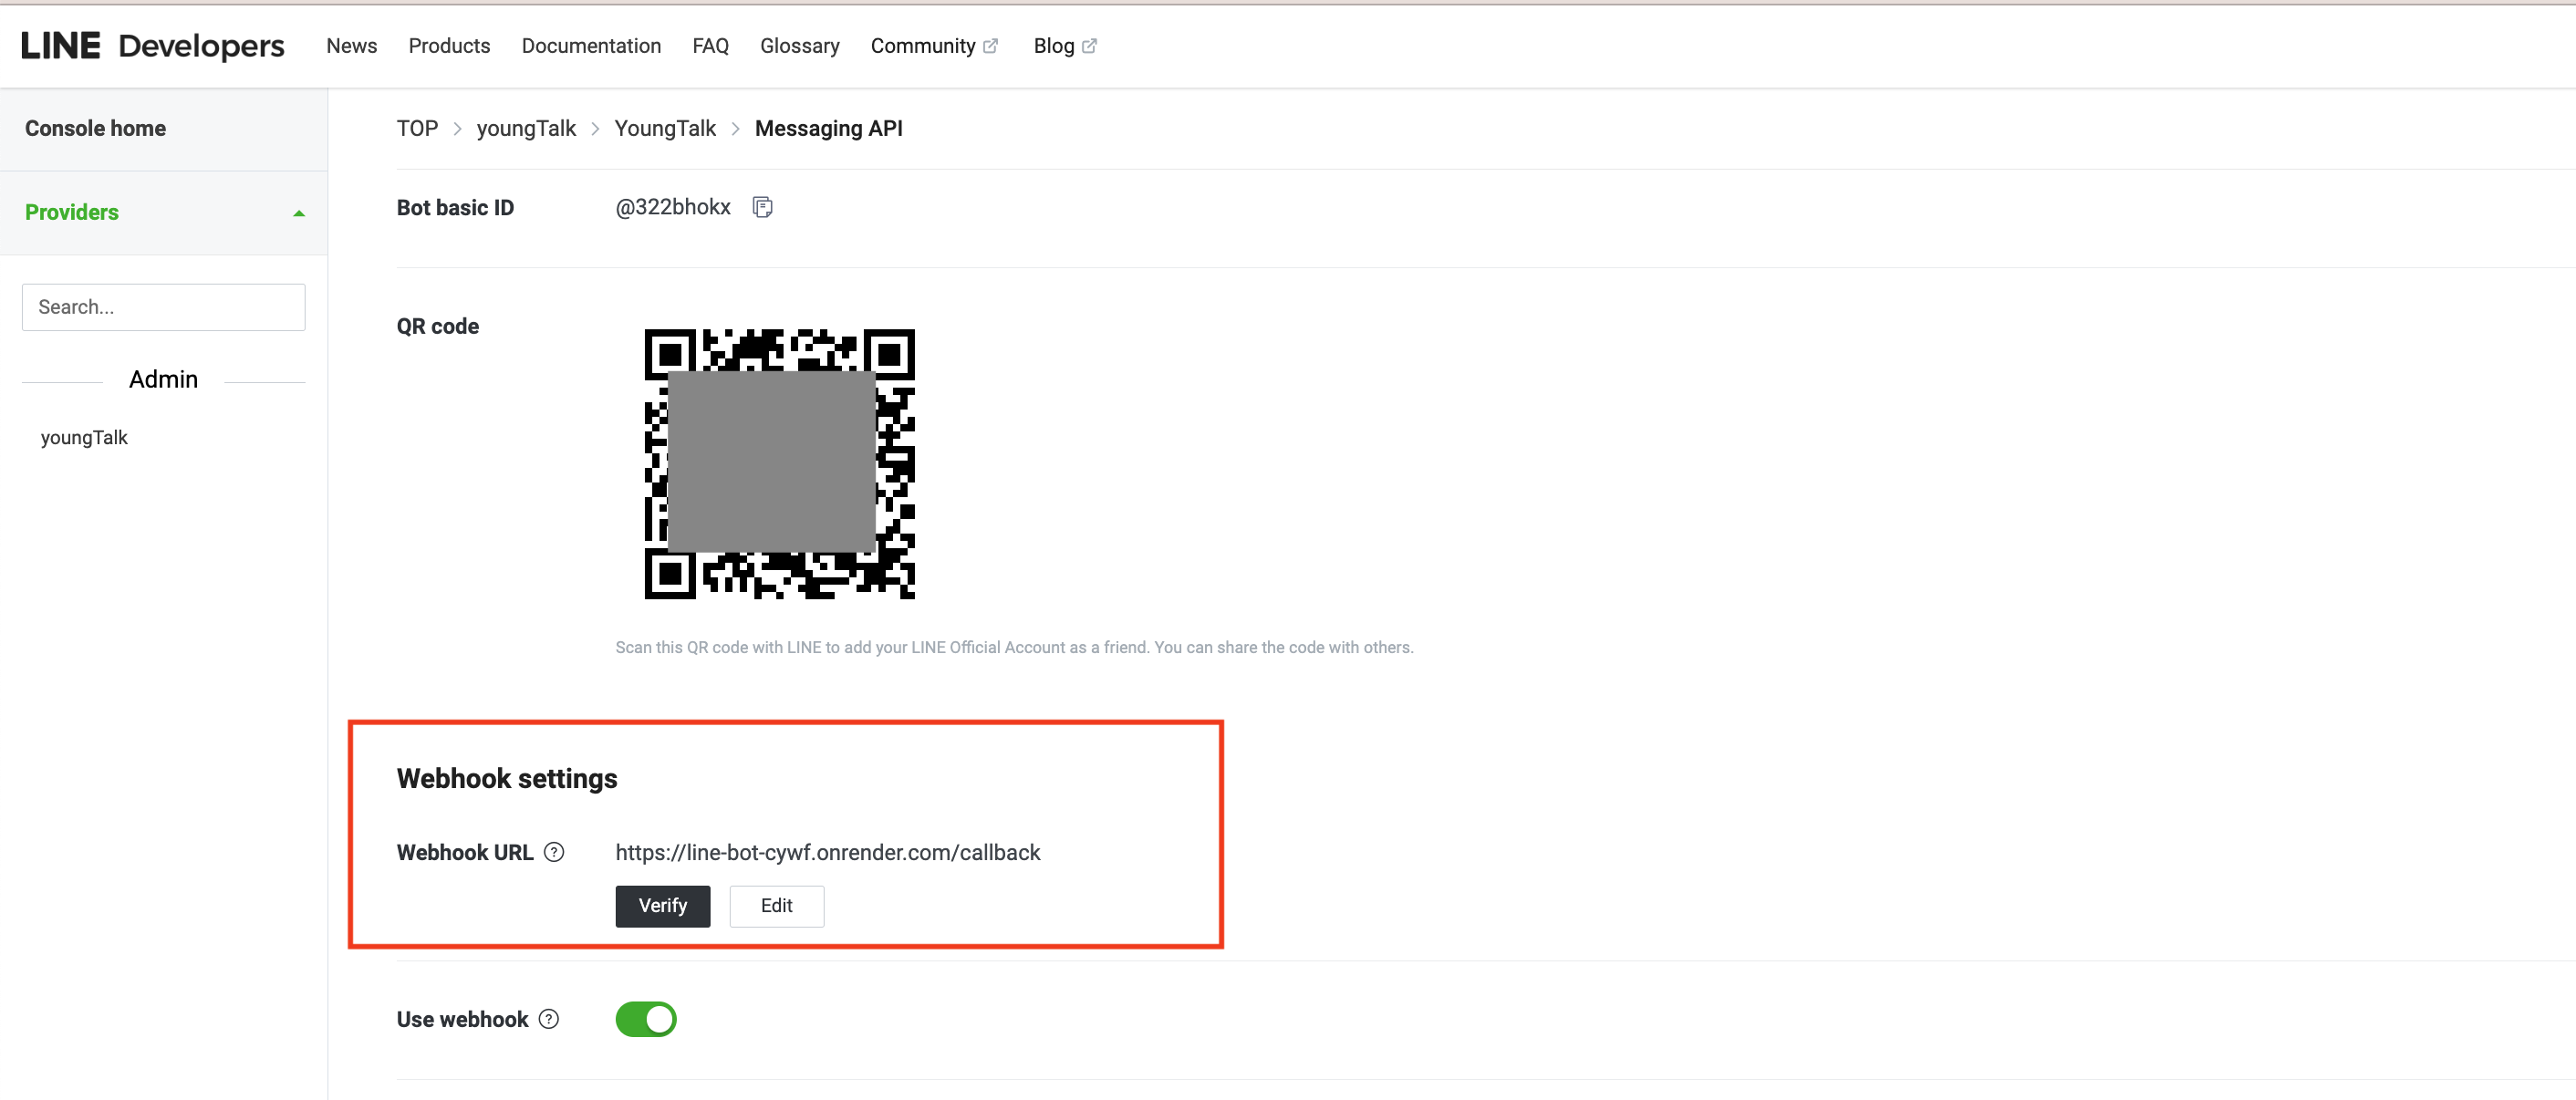 LINE Developers News Products Documentation FAQ Glossary Community Blog
Console home
Providers
Search...
Admin
youngTalk
TOP > youngTalk > YoungTalk > Messaging API
Bot basic ID @322bhokx
QR code
Scan this QR code with LINE to add your LINE Official Account as a friend. You can share the code with others.
Webhook settings
Webhook URL ? https://line-bot-cywf.onrender.com/callback
Verify Edit
Use webhook ?